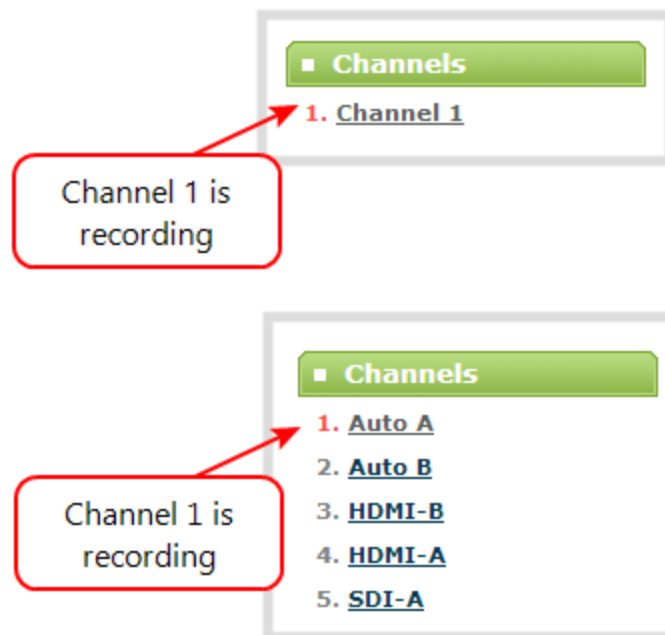 Channels
1. Channel 1
Channel 1 is
recording
Channels
1. Auto A
2. Auto B
3. HDMI-B
4. HDMI-A
5. SDI-A
Channel 1 is
recording